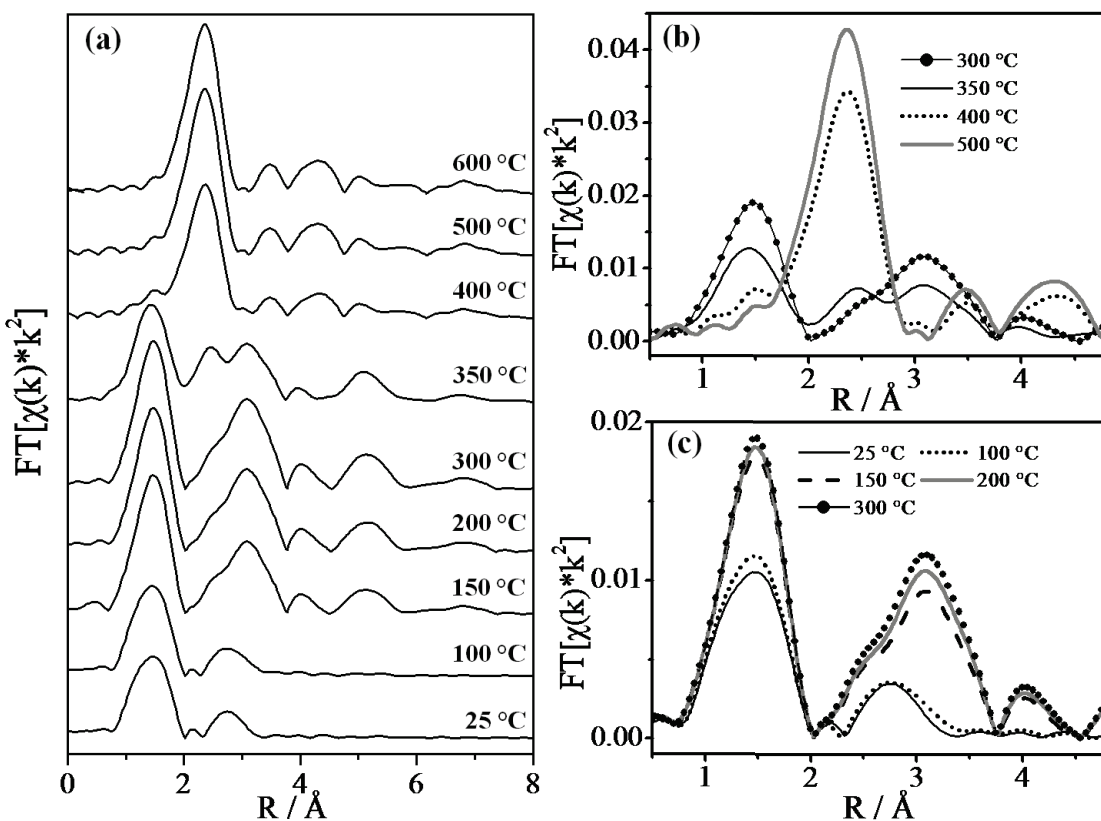 (a)
FT[χ(k)*k²]
600 °C
500 °C
400 °C
350 °C
300 °C
200 °C
150 °C
100 °C
25 °C
0 2 4 6 8
R / Å
(b)
FT[χ(k)*k²]
0.04
0.03
0.02
0.01
0.00
300 °C
350 °C
400 °C
500 °C
1 2 3 4
R / Å
(c)
FT[χ(k)*k²]
0.02
0.01
0.00
25 °C 100 °C
150 °C 200 °C
300 °C
1 2 3 4
R / Å